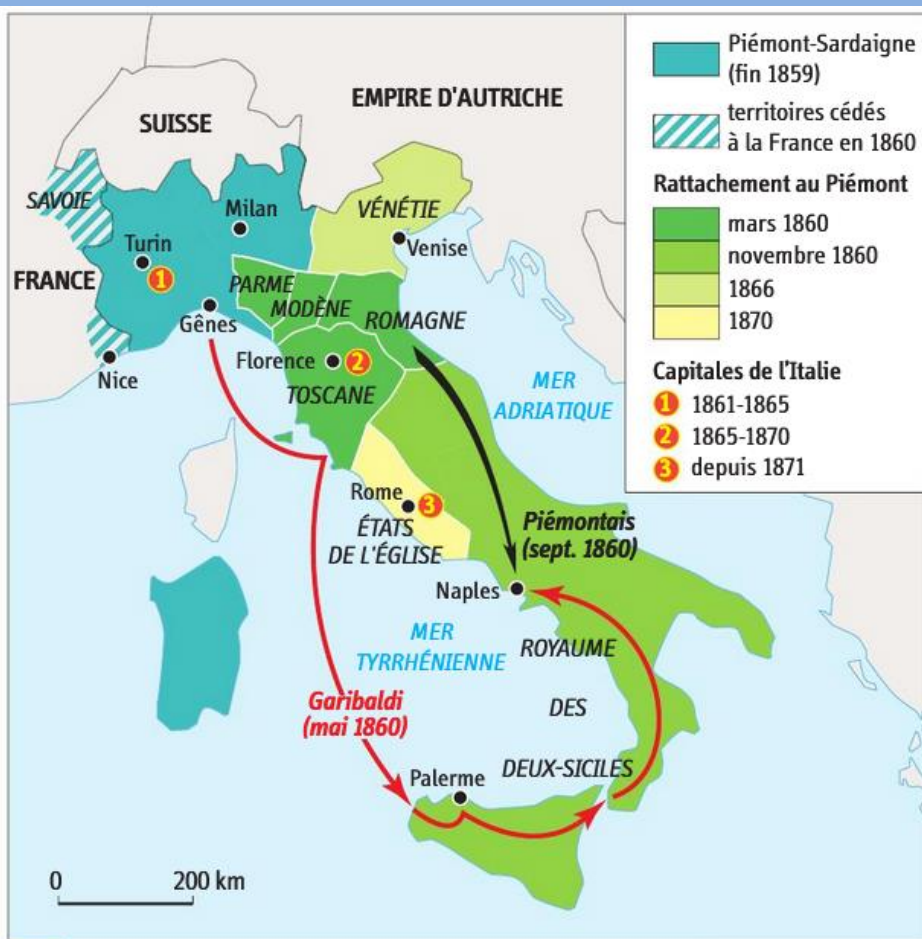 EMPIRE D'AUTRICHE
SUISSE
SAVOIE
Milan
VÉNÉTIE
Turin
Venise
FRANCE
1
PARME
MODÈNE
ROMAGNE
Gênes
Florence
2
TOSCANE
Nice
MER
ADRIATIQUE
Rome
3
ÉTATS
DE L'ÉGLISE
Piémontais
(sept. 1860)
Naples
MER
TYRRHÉNIENNE
ROYAUME
DES
DEUX-SICILES
Garibaldi
(mai 1860)
Palerme
0
200 km
Piémont-Sardaigne
(fin 1859)
territoires cédés
à la France en 1860
Rattachement au Piémont
mars 1860
novembre 1860
1866
1870
Capitales de l'Italie
1 1861-1865
2 1865-1870
3 depuis 1871